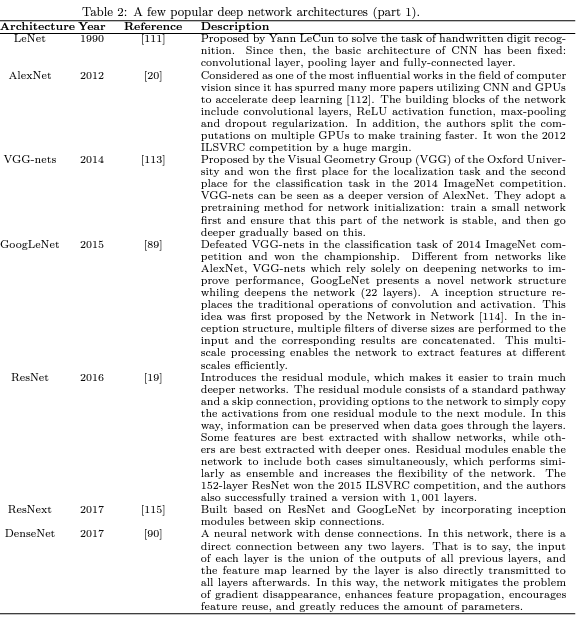 Table 2: A few popular deep network architectures (part 1).
Architecture Year Reference Description
LeNet 1990 [111] Proposed by Yann LeCun to solve the task of handwritten digit recog-
nition. Since then, the basic architecture of CNN has been fixed:
convolutional layer, pooling layer and fully-connected layer.
AlexNet 2012 [20] Considered as one of the most influential works in the field of computer
vision since it has spurred many more papers utilizing CNN and GPUs
to accelerate deep learning [112]. The building blocks of the network
include convolutional layers, ReLU activation function, max-pooling
and dropout regularization. In addition, the authors split the com-
putations on multiple GPUs to make training faster. It won the 2012
ILSVRC competition by a huge margin.
VGG-nets 2014 [113] Proposed by the Visual Geometry Group (VGG) of the Oxford Univer-
sity and won the first place for the localization task and the second
place for the classification task in the 2014 ImageNet competition.
VGG-nets can be seen as a deeper version of AlexNet. They adopt a
pretraining method for network initialization: train a small network
first and ensure that this part of the network is stable, and then go
deeper gradually based on this.
GoogLeNet 2015 [89] Defeated VGG-nets in the classification task of 2014 ImageNet com-
petition and won the championship. Different from networks like
AlexNet, VGG-nets which rely solely on deepening networks to im-
prove performance, GoogLeNet presents a novel network structure
whiling deepens the network (22 layers). A inception structure re-
places the traditional operations of convolution and activation. This
idea was first proposed by the Network in Network [114]. In the in-
ception structure, multiple filters of diverse sizes are performed to the
input and the corresponding results are concatenated. This multi-
scale processing enables the network to extract features at different
scales efficiently.
ResNet 2016 [19] Introduces the residual module, which makes it easier to train much
deeper networks. The residual module consists of a standard pathway
and a skip connection, providing options to the network to simply copy
the activations from one residual module to the next module. In this
way, information can be preserved when data goes through the layers.
Some features are best extracted with shallow networks, while oth-
ers are best extracted with deeper ones. Residual modules enable the
network to include both cases simultaneously, which performs simi-
larly as ensemble and increases the flexibility of the network. The
152-layer ResNet won the 2015 ILSVRC competition, and the authors
also successfully trained a version with 1,001 layers.
ResNext 2017 [115] Built based on ResNet and GoogLeNet by incorporating inception
modules between skip connections.
DenseNet 2017 [90] A neural network with dense connections. In this network, there is a
direct connection between any two layers. That is to say, the input
of each layer is the union of the outputs of all previous layers, and
the feature map learned by the layer is also directly transmitted to
all layers afterwards. In this way, the network mitigates the problem
of gradient disappearance, enhances feature propagation, encourages
feature reuse, and greatly reduces the amount of parameters.